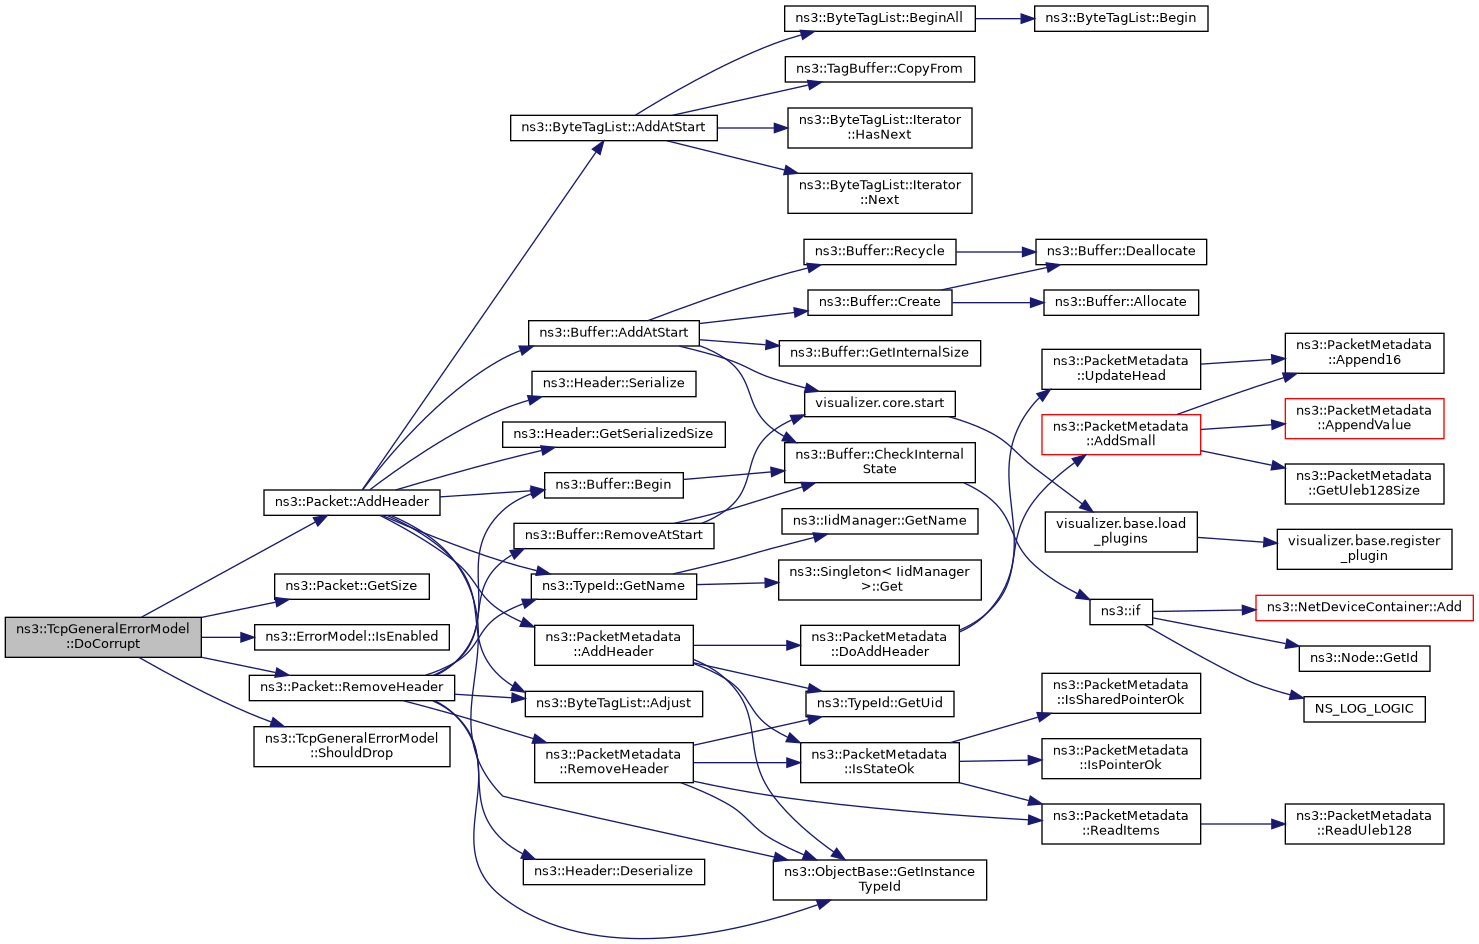 ns3::ByteTagList::BeginAll
ns3::ByteTagList::Begin
ns3::TagBuffer::CopyFrom
ns3::ByteTagList::AddAtStart
ns3::ByteTagList::Iterator
::HasNext
ns3::ByteTagList::Iterator
::Next
ns3::Buffer::Recycle
ns3::Buffer::Deallocate
ns3::Buffer::Create
ns3::Buffer::Allocate
ns3::Buffer::AddAtStart
ns3::Buffer::GetInternalSize
ns3::PacketMetadata
::UpdateHead
ns3::PacketMetadata
::Append16
ns3::Header::Serialize
visualizer.core.start
ns3::PacketMetadata
::AddSmall
ns3::PacketMetadata
::AppendValue
ns3::Header::GetSerializedSize
ns3::Buffer::CheckInternal
State
ns3::PacketMetadata
::GetUleb128Size
ns3::Buffer::Begin
ns3::Packet::AddHeader
ns3::IidManager::GetName
ns3::Buffer::RemoveAtStart
visualizer.base.load
_plugins
visualizer.base.register
_plugin
ns3::Packet::GetSize
ns3::TypeId::GetName
ns3::Singleton< IidManager
>::Get
ns3::if
ns3::NetDeviceContainer::Add
ns3::TcpGeneralErrorModel
::DoCorrupt
ns3::ErrorModel::IsEnabled
ns3::PacketMetadata
::AddHeader
ns3::PacketMetadata
::DoAddHeader
ns3::Node::GetId
ns3::Packet::RemoveHeader
ns3::ByteTagList::Adjust
ns3::TypeId::GetUid
ns3::PacketMetadata
::IsSharedPointerOk
NS_LOG_LOGIC
ns3::TcpGeneralErrorModel
::ShouldDrop
ns3::PacketMetadata
::RemoveHeader
ns3::PacketMetadata
::IsStateOk
ns3::PacketMetadata
::IsPointerOk
ns3::PacketMetadata
::ReadItems
ns3::PacketMetadata
::ReadUleb128
ns3::Header::Deserialize
ns3::ObjectBase::GetInstance
TypeId